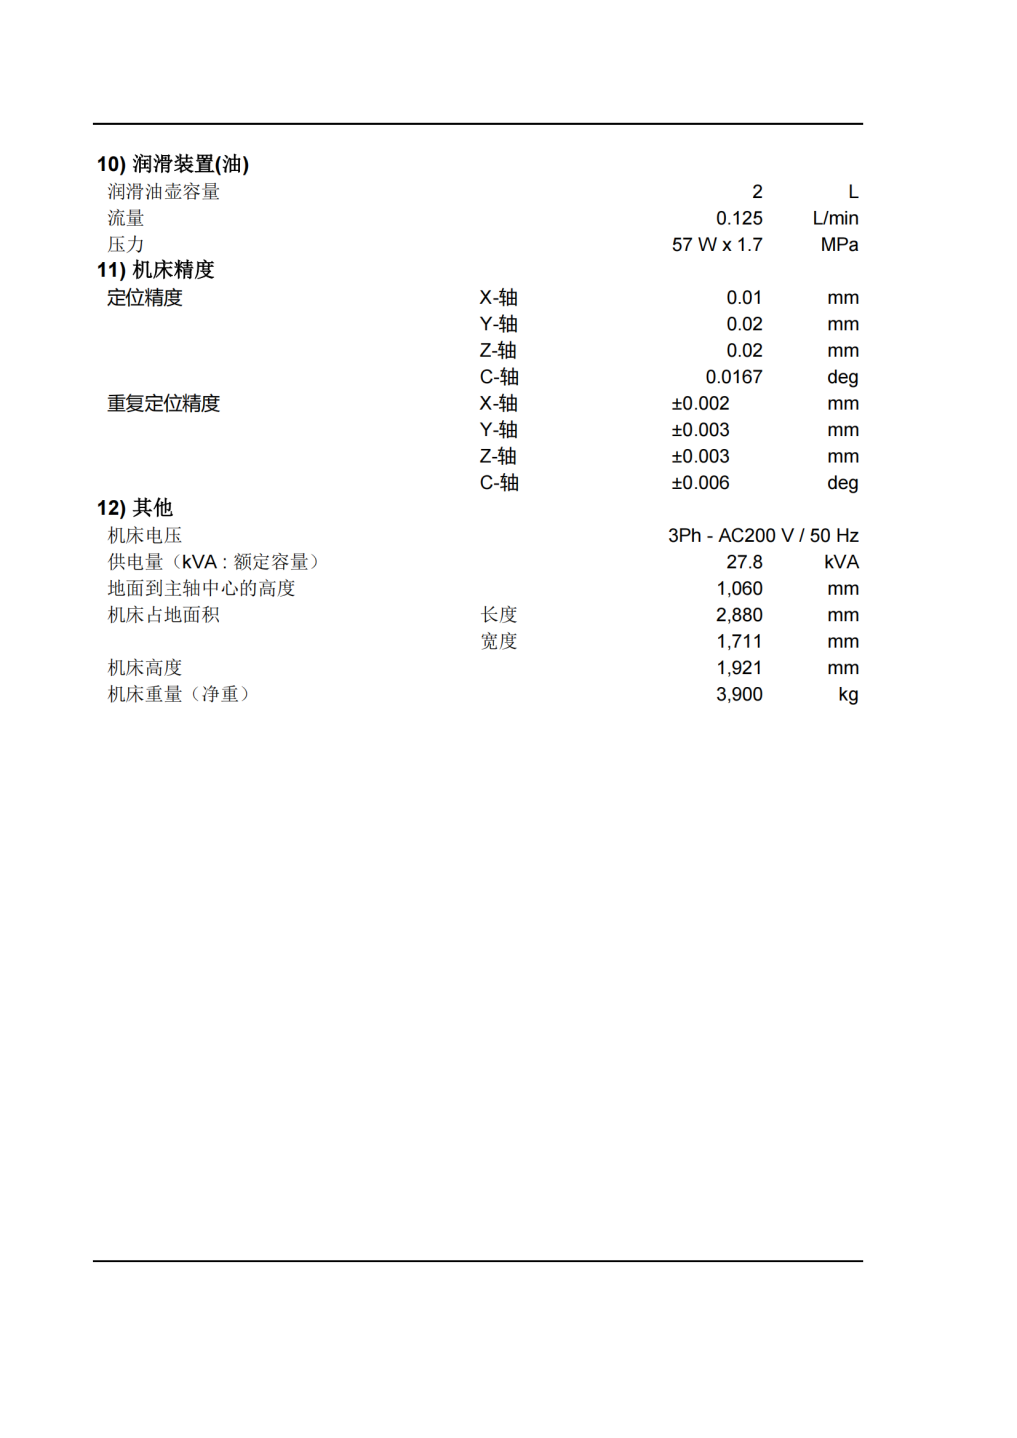 10) 润滑装置(油)
润滑油壶容量 2 L
流量 0.125 L/min
压力 57 W x 1.7 MPa
11) 机床精度
定位精度 X-轴 0.01 mm
Y-轴 0.02 mm
Z-轴 0.02 mm
C-轴 0.0167 deg
重复定位精度 X-轴 ±0.002 mm
Y-轴 ±0.003 mm
Z-轴 ±0.003 mm
C-轴 ±0.006 deg
12) 其他
机床电压 3Ph - AC200 V / 50 Hz
供电量（kVA : 额定容量） 27.8 kVA
地面到主轴中心的高度 1,060 mm
机床占地面积 长度 2,880 mm
宽度 1,711 mm
机床高度 1,921 mm
机床重量（净重） 3,900 kg